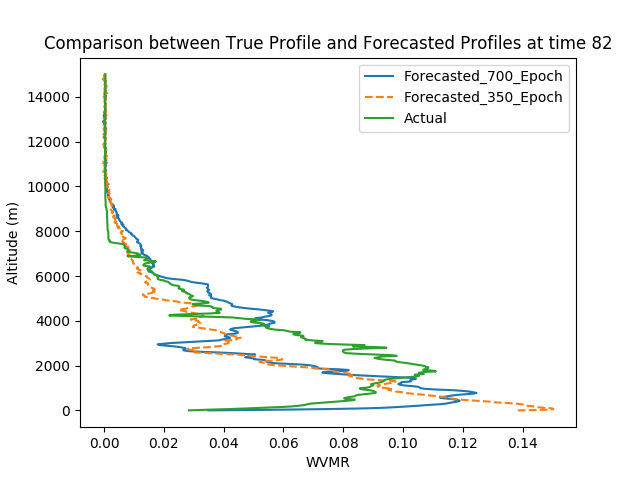 Comparison between True Profile and Forecasted Profiles at time 82
Forecasted_700_Epoch
Forecasted_350_Epoch
Actual
Altitude (m)
14000
12000
10000
8000
6000
4000
2000
0
0.00 0.02 0.04 0.06 0.08 0.10 0.12 0.14
WVMR